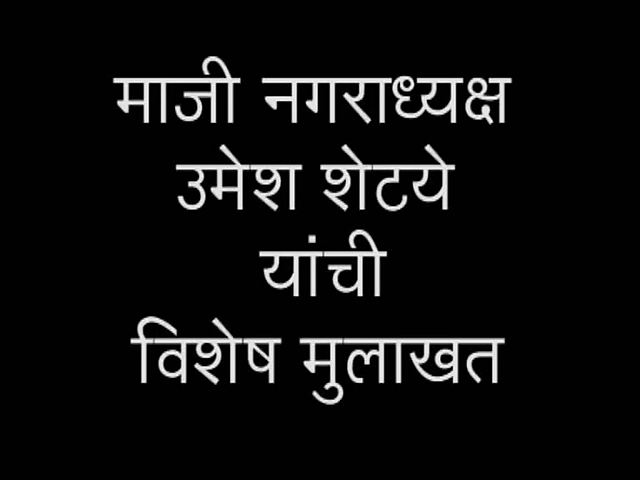 माजी नगराध्यक्ष
उमेश शेटये
यांची
विशेष मुलाखत